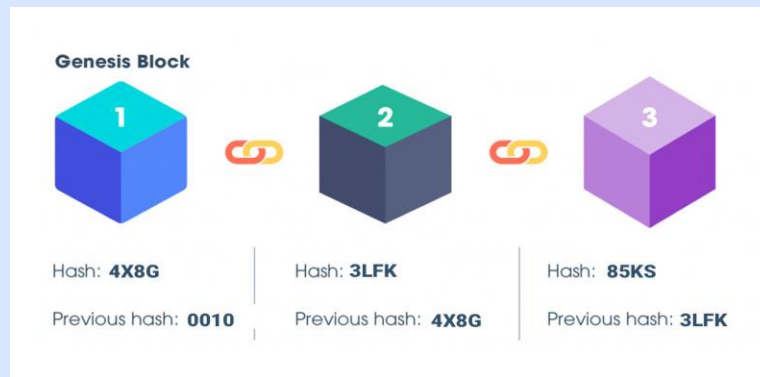 Genesis Block
1
2
3
Hash: 4X8G
Previous hash: 0010
Hash: 3LFK
Previous hash: 4X8G
Hash: 85KS
Previous hash: 3LFK